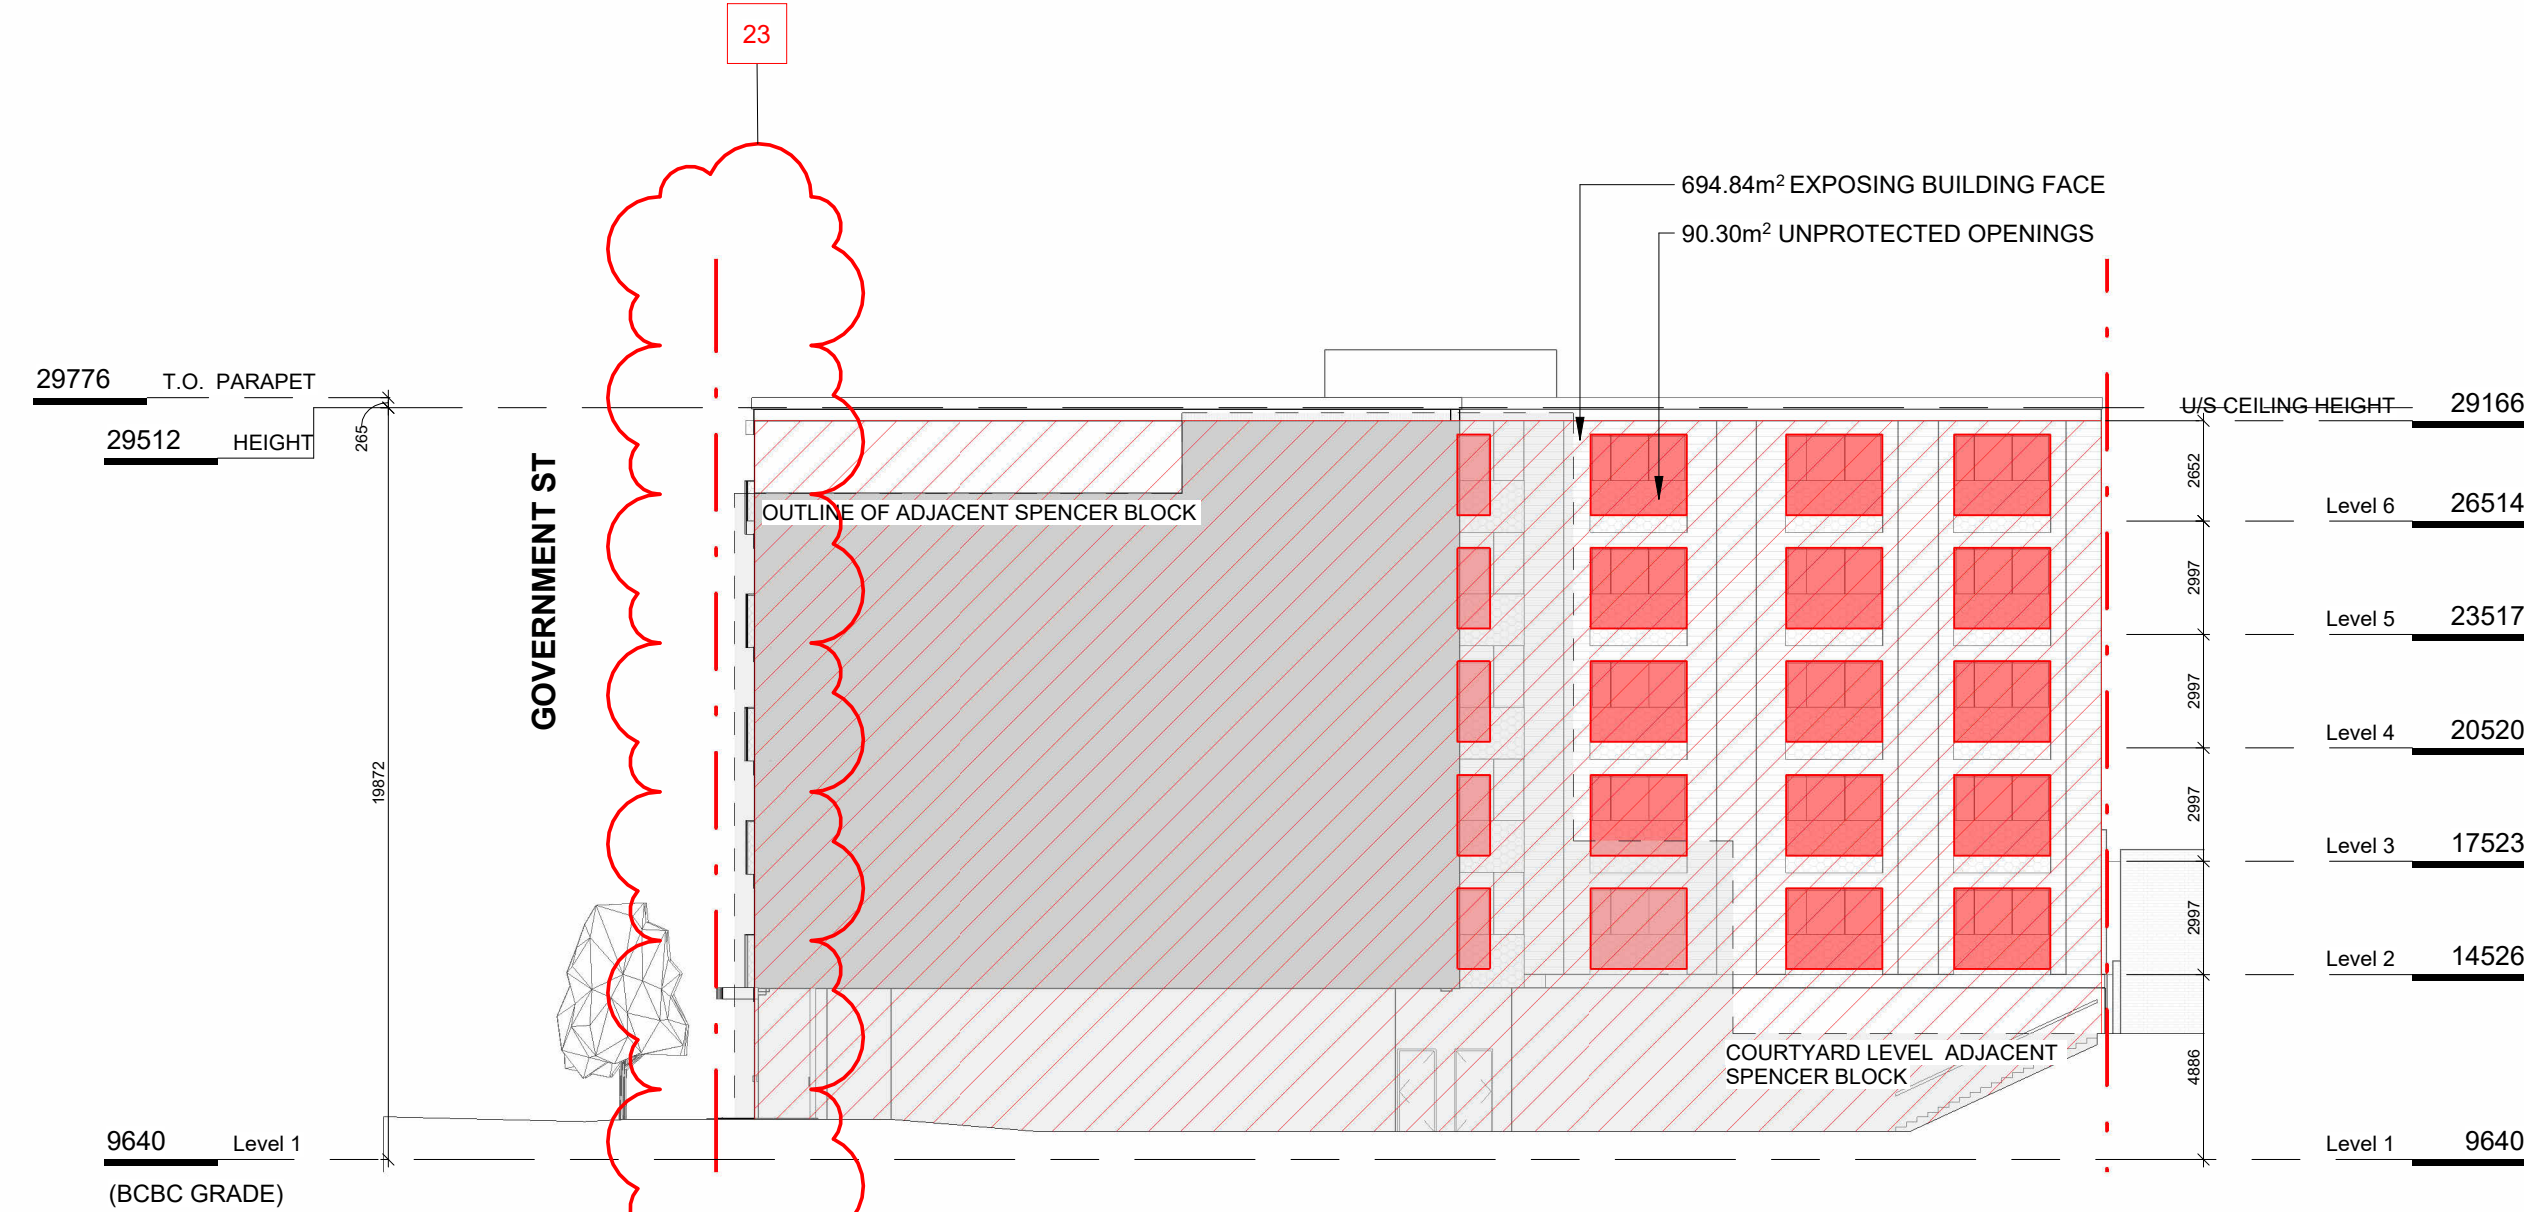 23
694.84m² EXPOSING BUILDING FACE
90.30m² UNPROTECTED OPENINGS
29776 T.O. PARAPET
29512 HEIGHT
265
U/S CEILING HEIGHT 29166
2652
GOVERNMENT ST
OUTLINE OF ADJACENT SPENCER BLOCK
Level 6 26514
2997
Level 5 23517
2997
Level 4 20520
19872
2997
Level 3 17523
2997
Level 2 14526
COURTYARD LEVEL ADJACENT
SPENCER BLOCK
4886
9640 Level 1
(BCBC GRADE)
Level 1 9640